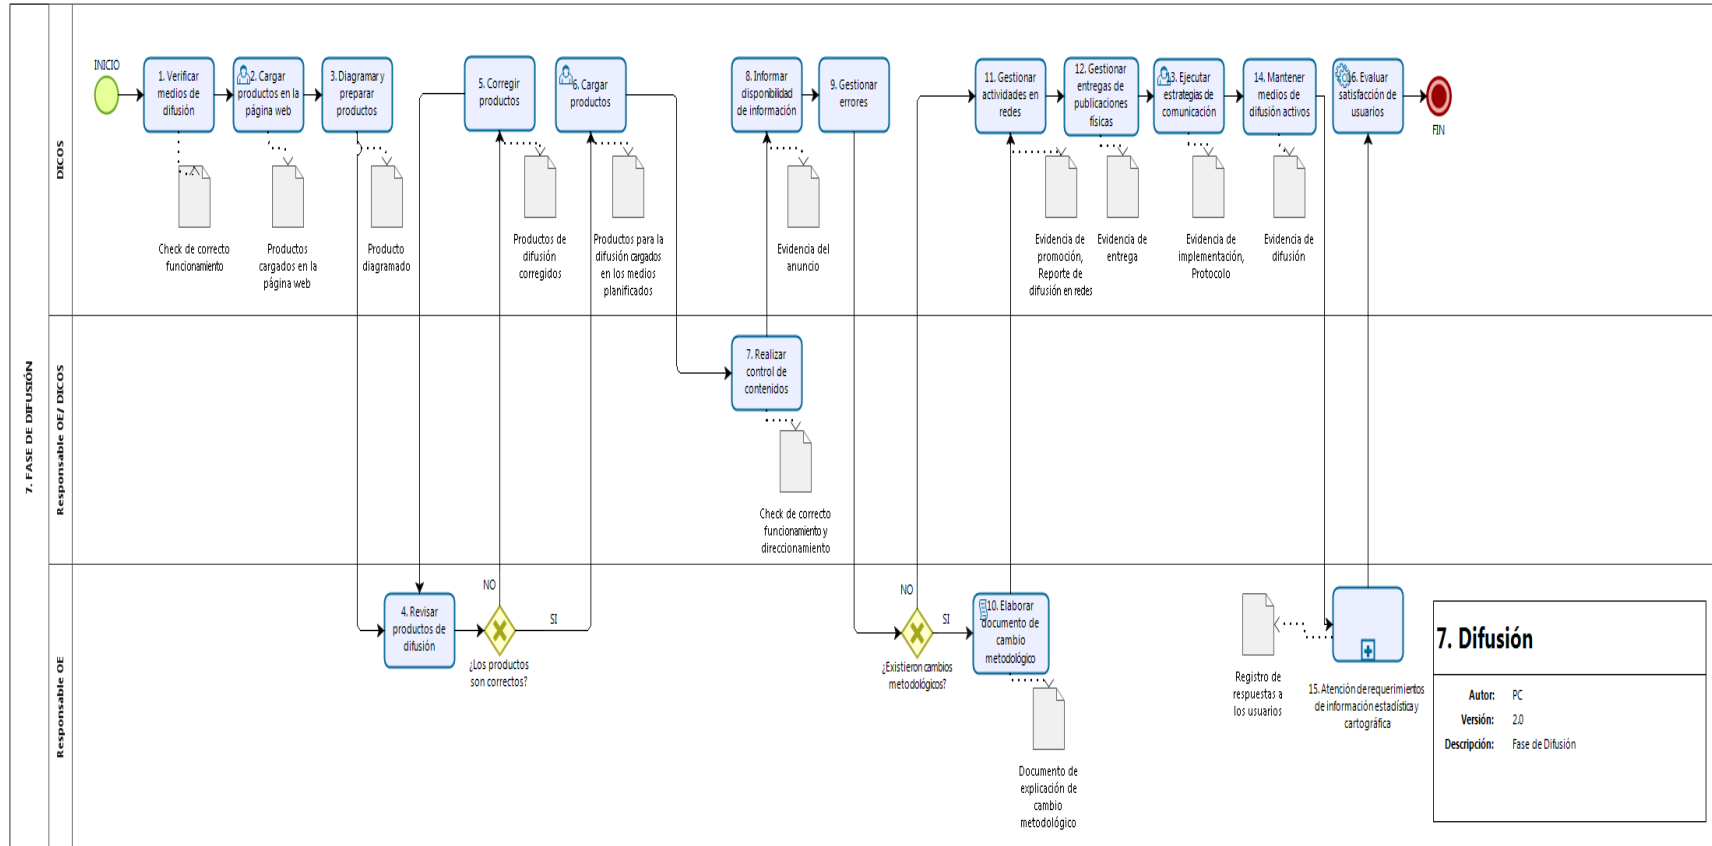 7. FASE DE DIFUSIÓN
DICOS
INICIO
1. Verificar
medios de
difusión
2. Cargar
productos en la
página web
3. Diagramar y
preparar
productos
5. Corregir
productos
6. Cargar
productos
8. Informar
disponibilidad
de información
9. Gestionar
errores
11. Gestionar
actividades en
redes
12. Gestionar
entregas de
publicaciones
físicas
13. Ejecutar
estrategias de
comunicación
14. Mantener
medios de
difusión activos
16. Evaluar
satisfacción de
usuarios
FIN
Check de correcto
funcionamiento
Productos
cargados en la
página web
Producto
diagramado
Productos de
difusión
corregidos
Productos para la
difusión cargados
en los medios
planificados
Evidencia del
anuncio
Evidencia de
promoción,
Reporte de
difusión en redes
Evidencia de
entrega
Evidencia de
implementación,
Protocolo
Evidencia de
difusión
Responsable OE/ DICOS
7. Realizar
control de
contenidos
Check de correcto
funcionamiento y
direccionamiento
Responsable OE
4. Revisar
productos de
difusión
NO
SI
¿Los productos
son correctos?
NO
SI
¿Existieron cambios
metodológicos?
10. Elaborar
documento de
cambio
metodológico
Documento de
explicación de
cambio
metodológico
Registro de
respuestas a
los usuarios
15. Atención de requerimientos
de información estadística y
cartográfica
7. Difusión
Autor: PC
Versión: 2.0
Descripción: Fase de Difusión